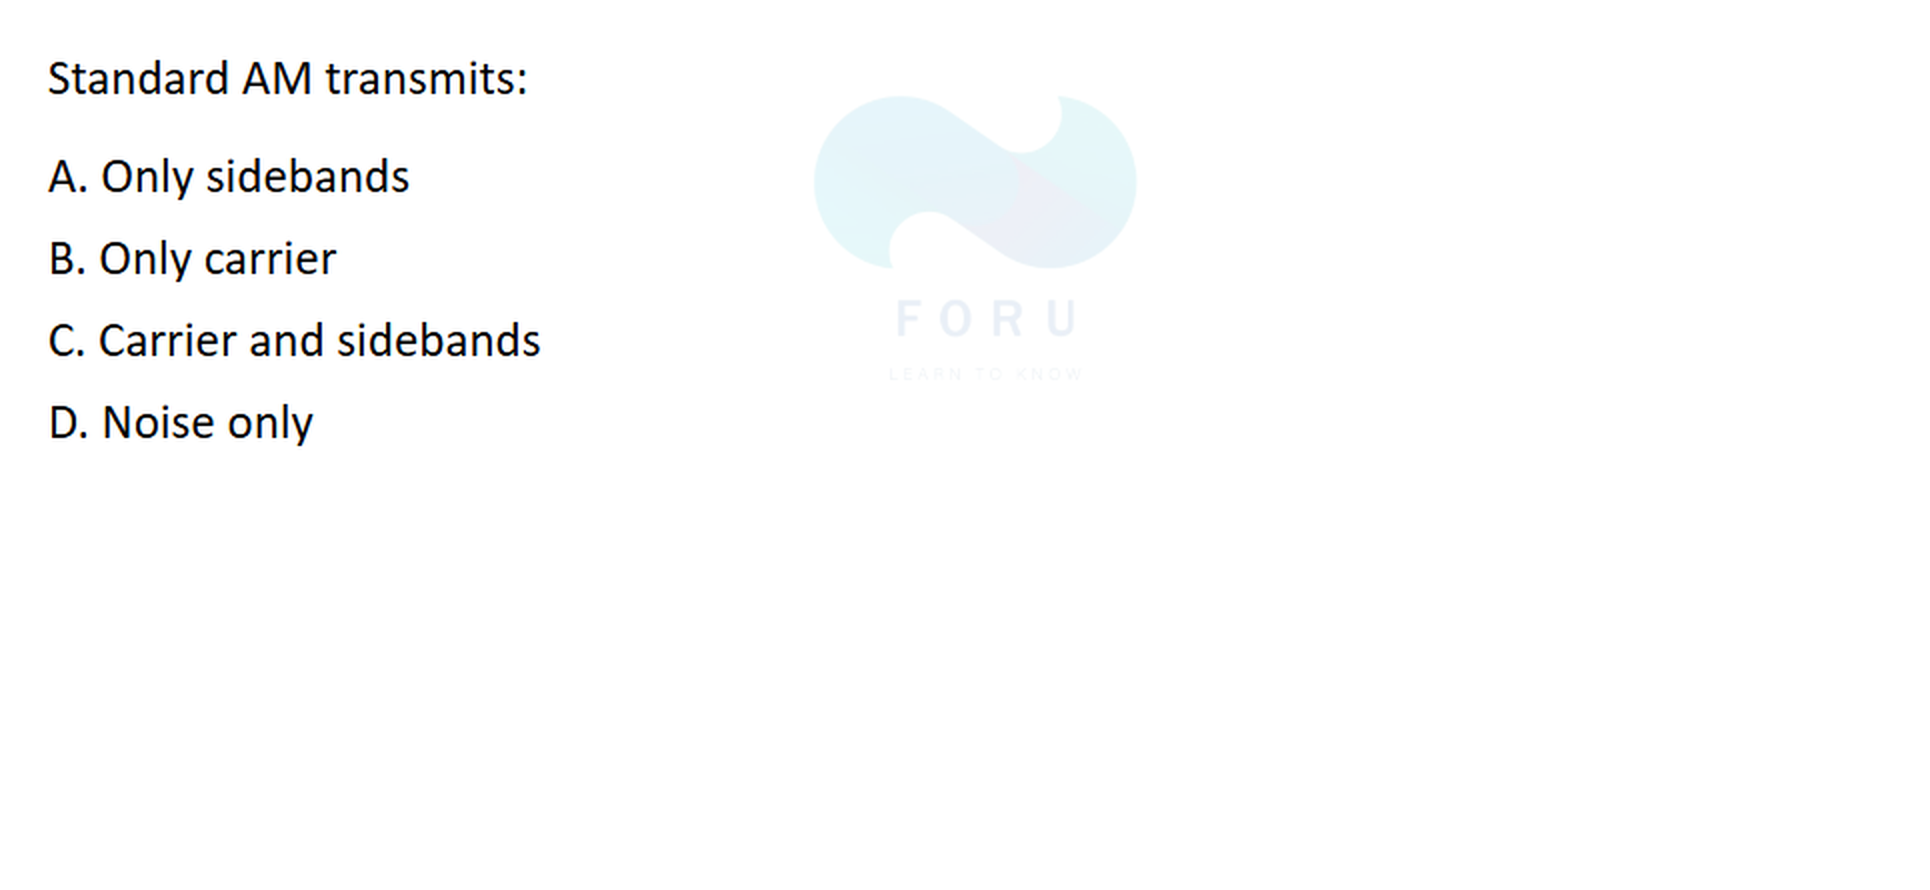 Standard AM transmits:
A. Only sidebands
B. Only carrier
C. Carrier and sidebands
D. Noise only
FORU
LEARN TO KNOW